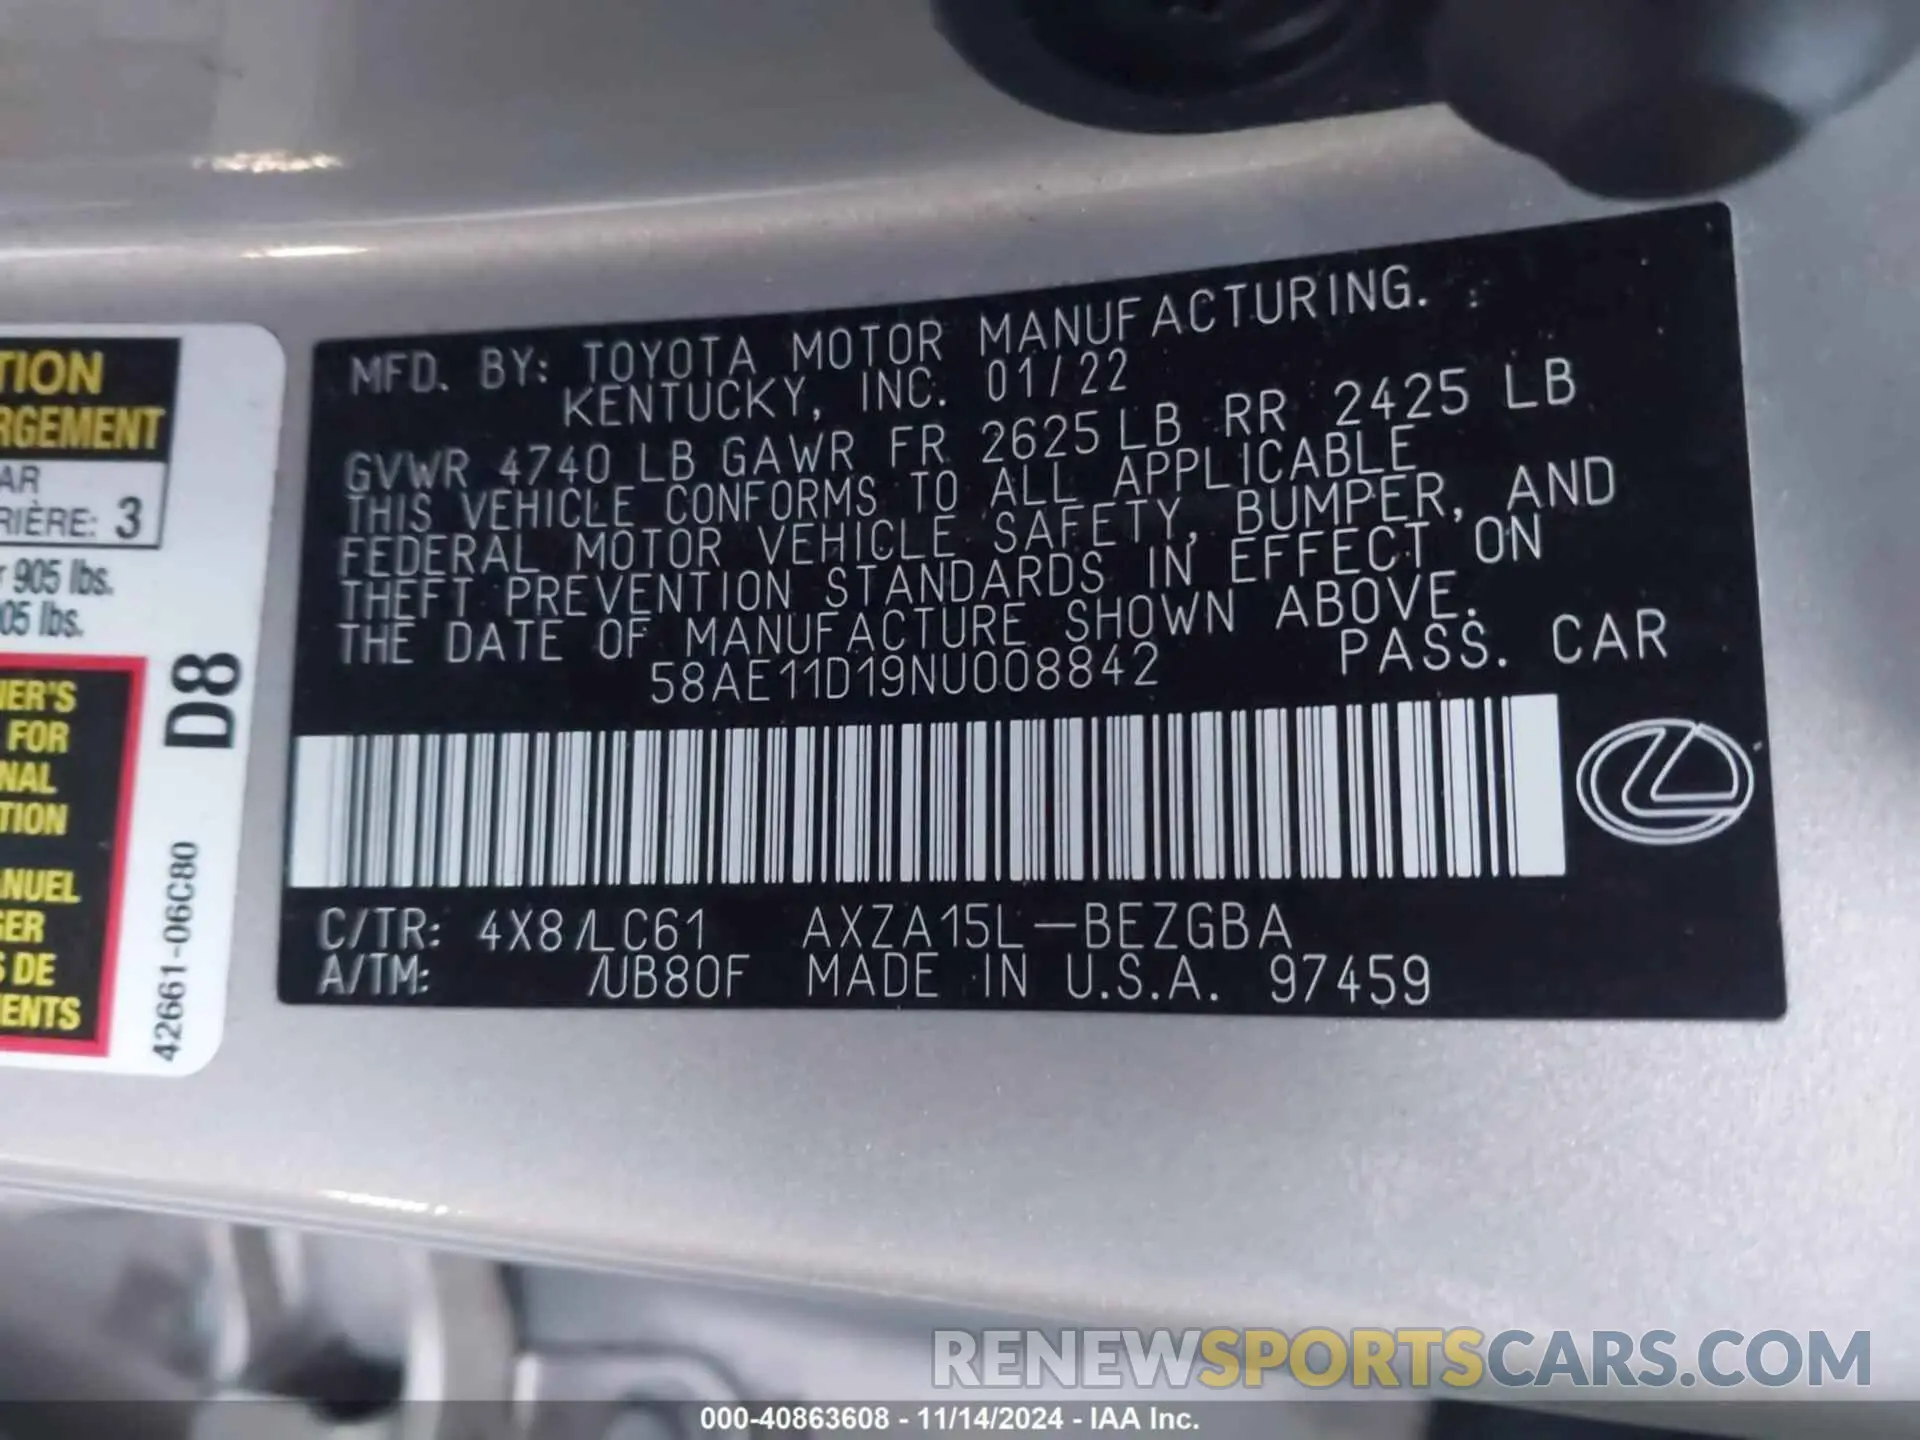 TION
RGEMENT
AR
RIÈRE: 3
r 905 lbs.
05 lbs.
NER'S
FOR
NAL
TION
ANUEL
GER
S DE
EMENTS
D8
42661-06C80
MFD. BY: TOYOTA MOTOR MANUFACTURING.
KENTUCKY, INC. 01/22
GVWR 4740 LB GAWR FR 2625 LB RR 2425 LB
THIS VEHICLE CONFORMS TO ALL APPLICABLE
FEDERAL MOTOR VEHICLE SAFETY, BUMPER, AND
THEFT PREVENTION STANDARDS IN EFFECT ON
THE DATE OF MANUFACTURE SHOWN ABOVE.
58AE11D19NU008842 PASS. CAR
C/TR: 4X8/LC61 AXZA15L-BEZGBA
A/TM: /UB80F MADE IN U.S.A. 97459
RENEWSPORTSCARS.COM
000-40863608 - 11/14/2024 - IAA Inc.